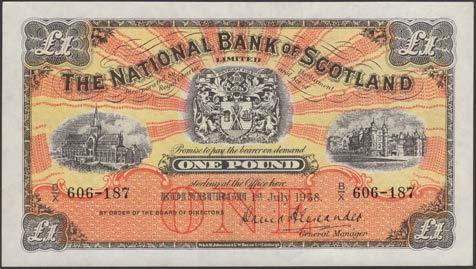 £1 £1
THE NATIONAL BANK OF SCOTLAND
LIMITED
Promise to pay the bearer on demand
ONE POUND
sterling at the Office here
B/X 606-187 B/X 606-187
EDINBURGH 1st July 1958.
ONE
BY ORDER OF THE BOARD OF DIRECTORS
David Alexander
General Manager
£1 £1